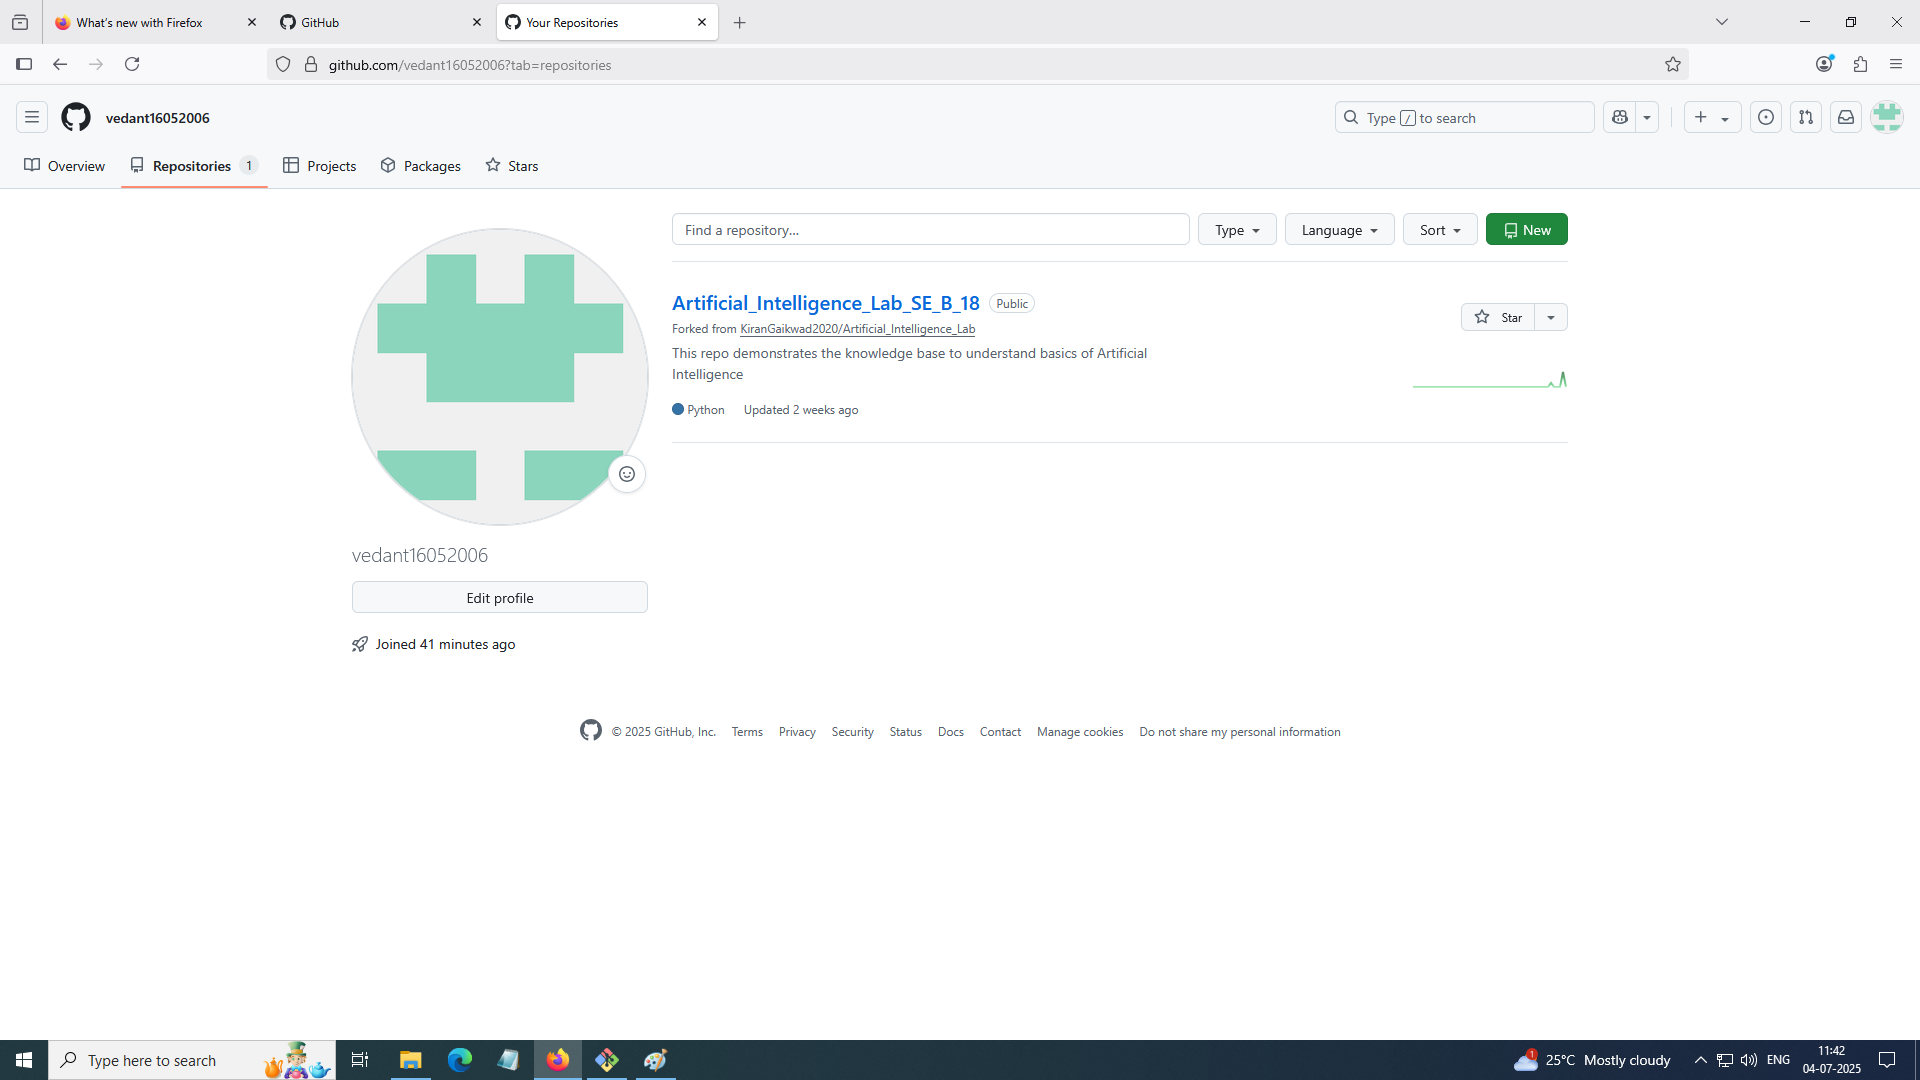 What's new with Firefox
GitHub
Your Repositories
github.com/vedant16052006?tab=repositories
vedant16052006
Type / to search
Overview
Repositories 1
Projects
Packages
Stars
Find a repository...
Type
Language
Sort
New
Artificial_Intelligence_Lab_SE_B_18 Public
Forked from KiranGaikwad2020/Artificial_Intelligence_Lab
This repo demonstrates the knowledge base to understand basics of Artificial
Intelligence
Star
Python Updated 2 weeks ago
vedant16052006
Edit profile
Joined 41 minutes ago
© 2025 GitHub, Inc. Terms Privacy Security Status Docs Contact Manage cookies Do not share my personal information
Type here to search
1
25°C Mostly cloudy
ENG
11:42
04-07-2025